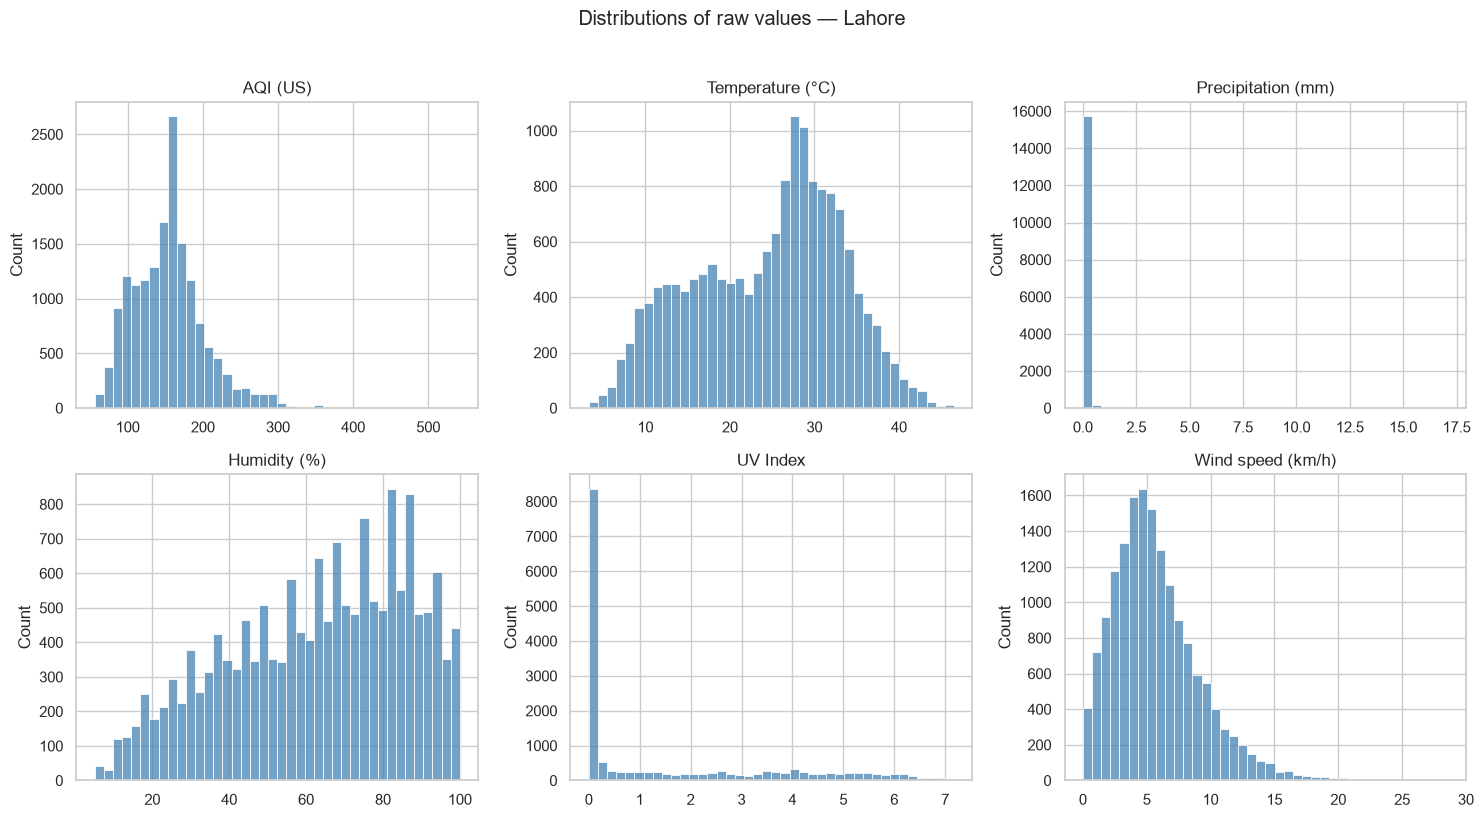 Distributions of raw values — Lahore
AQI (US)
Count
2500
2000
1500
1000
500
0
100 200 300 400 500
Temperature (°C)
Count
1000
800
600
400
200
0
10 20 30 40
Precipitation (mm)
Count
16000
14000
12000
10000
8000
6000
4000
2000
0
0.0 2.5 5.0 7.5 10.0 12.5 15.0 17.5
Humidity (%)
Count
800
700
600
500
400
300
200
100
0
20 40 60 80 100
UV Index
Count
8000
7000
6000
5000
4000
3000
2000
1000
0
0 1 2 3 4 5 6 7
Wind speed (km/h)
Count
1600
1400
1200
1000
800
600
400
200
0
0 5 10 15 20 25 30